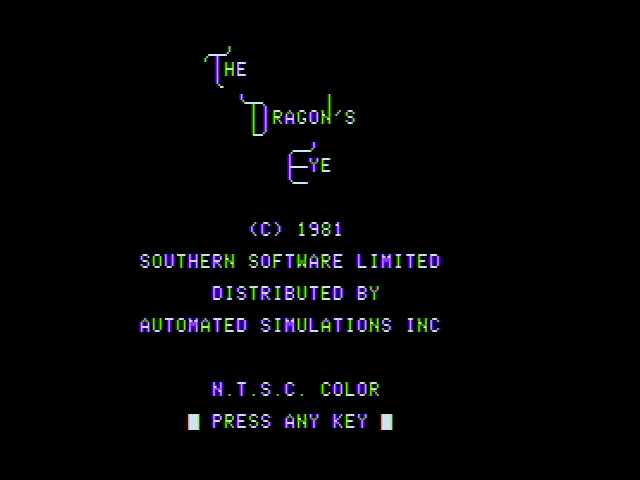 THE
DRAGON'S
EYE
(C) 1981
SOUTHERN SOFTWARE LIMITED
DISTRIBUTED BY
AUTOMATED SIMULATIONS INC
N.T.S.C. COLOR
PRESS ANY KEY